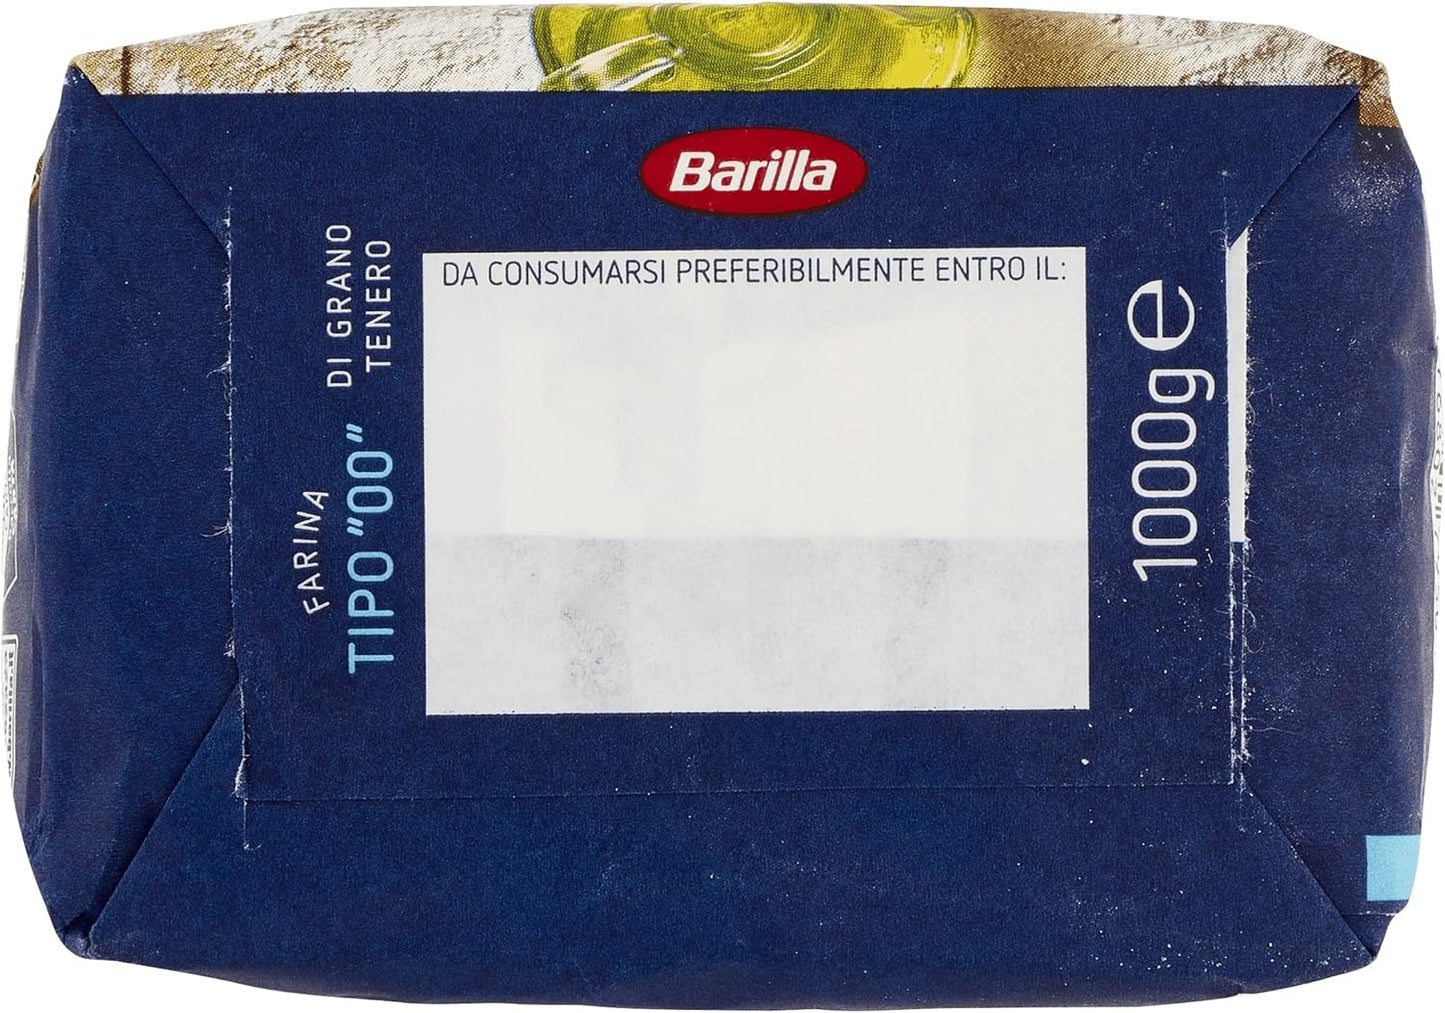 Barilla
DA CONSUMARSI PREFERIBILMENTE ENTRO IL:
FARINA
TIPO "00"
DI GRANO
TENERO
1000g e